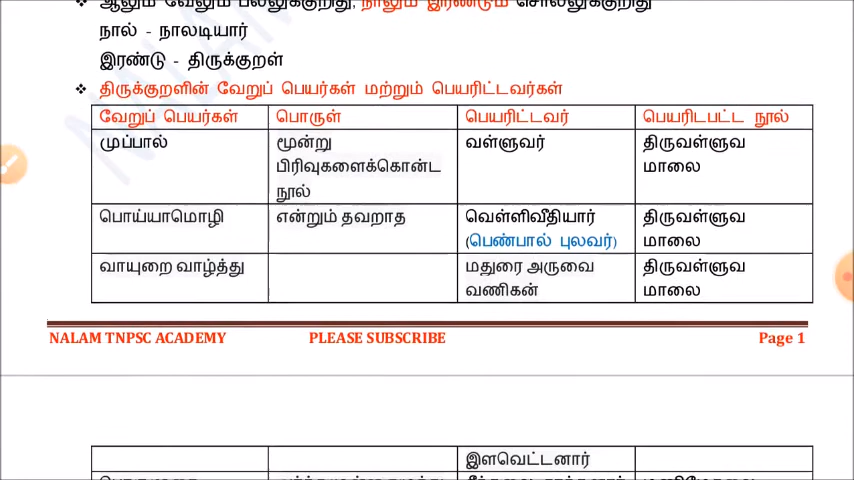 ஆலும் வேலும் பல்லுக்குறுதி, நாலும் இரண்டும் சொல்லுக்குறுதி
நால் - நாலடியார்
இரண்டு - திருக்குறள்
❖ திருக்குறளின் வேறுப் பெயர்கள் மற்றும் பெயரிட்டவர்கள்
வேறுப் பெயர்கள் பொருள் பெயரிட்டவர் பெயரிடபட்ட நூல்
முப்பால் மூன்று வள்ளுவர் திருவள்ளுவ
பிரிவுகளைக்கொண்ட மாலை
நூல்
பொய்யாமொழி என்றும் தவறாத வெள்ளிவீதியார் திருவள்ளுவ
(பெண்பால் புலவர்) மாலை
வாயுறை வாழ்த்து மதுரை அருவை திருவள்ளுவ
வணிகன் மாலை
NALAM TNPSC ACADEMY PLEASE SUBSCRIBE Page 1
இளவெட்டனார்